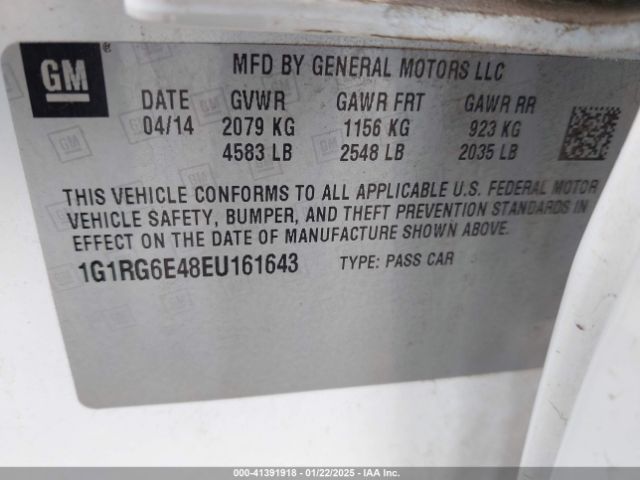 GM ®
MFD BY GENERAL MOTORS LLC
DATE GVWR GAWR FRT GAWR RR
04/14 2079 KG 1156 KG 923 KG
4583 LB 2548 LB 2035 LB
THIS VEHICLE CONFORMS TO ALL APPLICABLE U.S. FEDERAL MOTOR
VEHICLE SAFETY, BUMPER, AND THEFT PREVENTION STANDARDS IN
EFFECT ON THE DATE OF MANUFACTURE SHOWN ABOVE.
1G1RG6E48EU161643 TYPE: PASS CAR
000-41391918 - 01/22/2025 - IAAI.COM